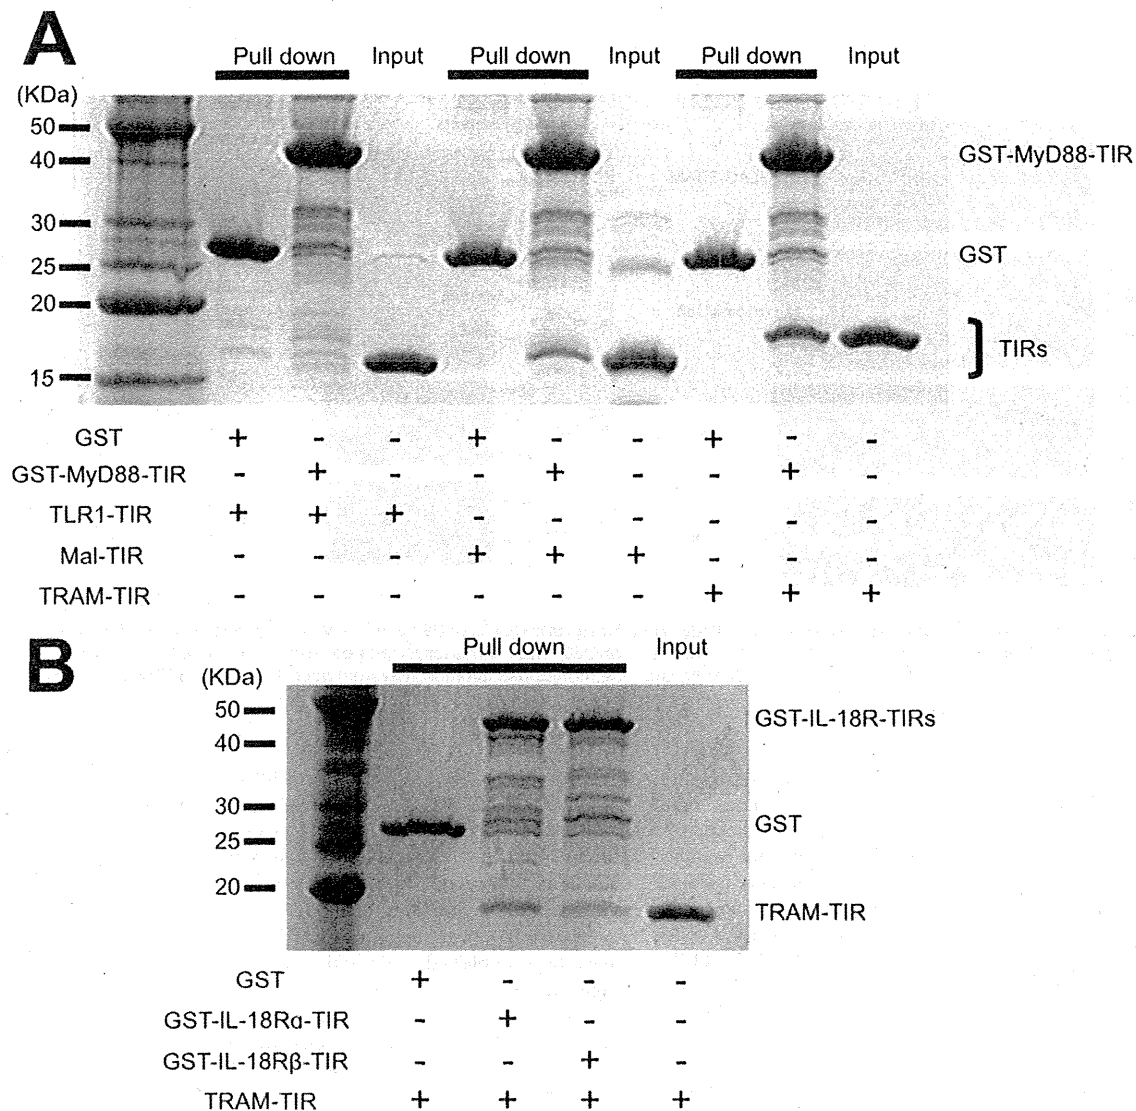 A
Pull down Input Pull down Input Pull down Input
(KDa)
50
40
30
25
20
15
GST-MyD88-TIR
GST
TIRs
GST + - - + - - + - -
GST-MyD88-TIR - + - - + - - + -
TLR1-TIR + + + - - - - - -
Mal-TIR - - - + + + - - -
TRAM-TIR - - - - - - + + +
B
Pull down Input
(KDa)
50
40
30
25
20
GST-IL-18R-TIRs
GST
TRAM-TIR
GST + - - -
GST-IL-18Rα-TIR - + - -
GST-IL-18Rβ-TIR - - + -
TRAM-TIR + + + +